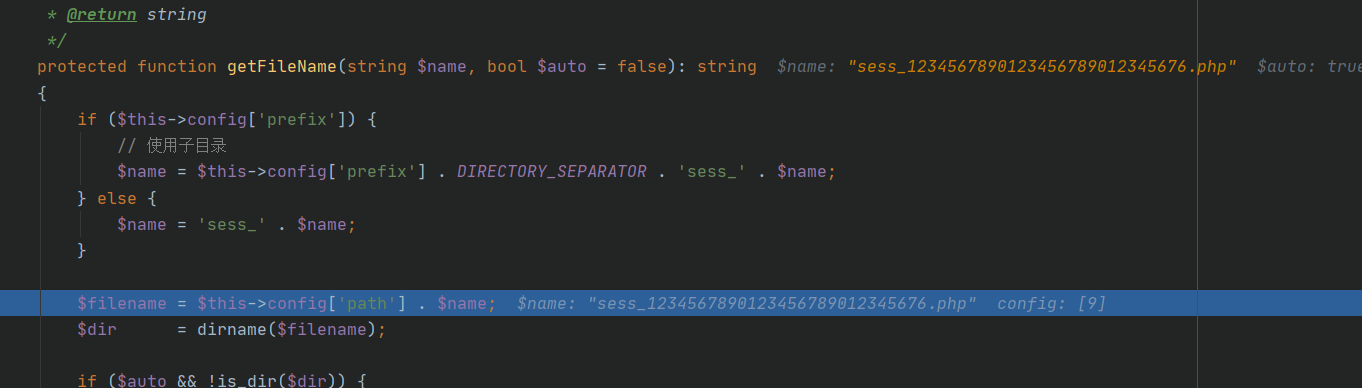 * @return string
*/
protected function getFileName(string $name, bool $auto = false): string  $name: "sess_1234567890123456789012345676.php"  $auto: true
{
if ($this->config['prefix']) {
// 使用子目录
$name = $this->config['prefix'] . DIRECTORY_SEPARATOR . 'sess_' . $name;
} else {
$name = 'sess_' . $name;
}
$filename = $this->config['path'] . $name;  $name: "sess_1234567890123456789012345676.php"  config: [9]
$dir      = dirname($filename);
if ($auto && !is_dir($dir)) {